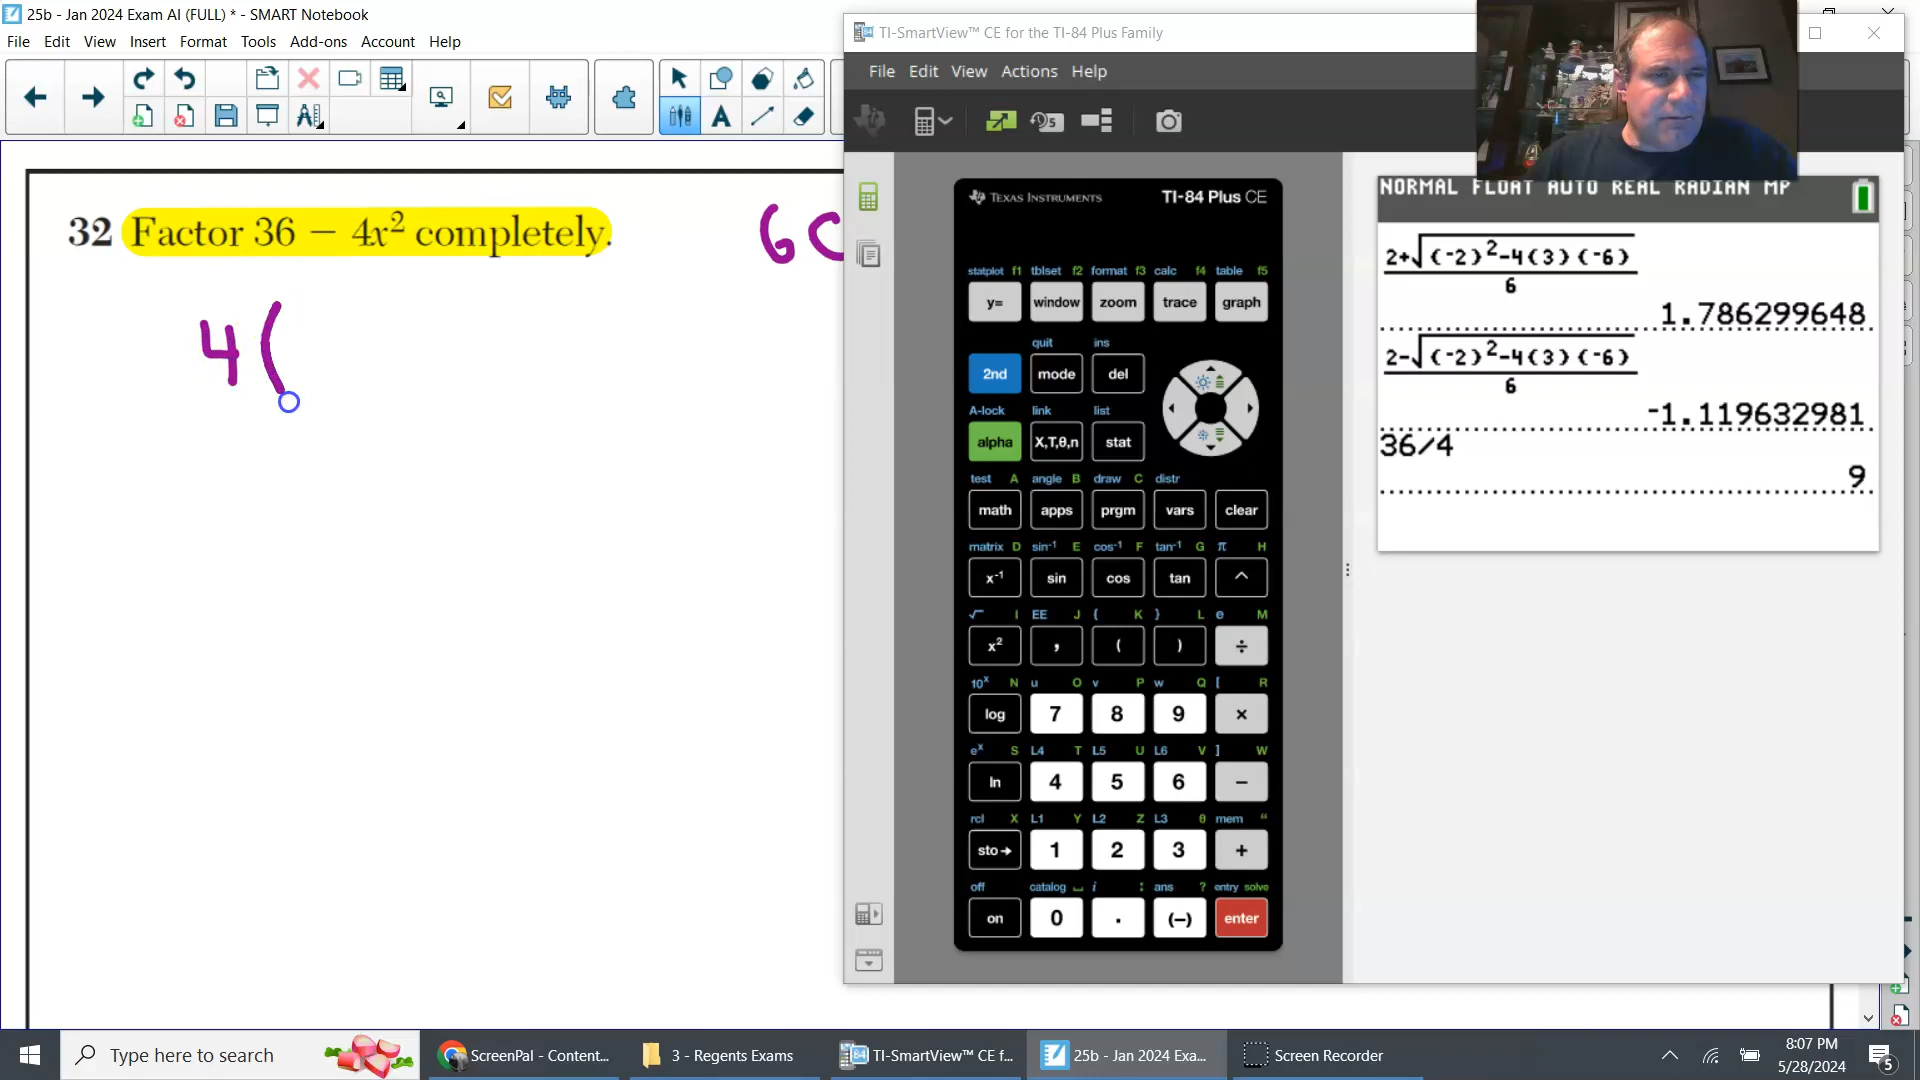 25b - Jan 2024 Exam AI (FULL) * - SMART Notebook
File Edit View Insert Format Tools Add-ons Account Help
32 Factor 36 − 4x² completely.
6
4(
TI-SmartView™ CE for the TI-84 Plus Family
File Edit View Actions Help
TEXAS INSTRUMENTS TI-84 Plus CE
statplot f1 tblset f2 format f3 calc f4 table f5
y= window zoom trace graph
quit ins
2nd mode del
A-lock link list
alpha X,T,θ,n stat
test A angle B draw C distr
math apps prgm vars clear
matrix D sin⁻¹ E cos⁻¹ F tan⁻¹ G π H
x⁻¹ sin cos tan ^
√ I EE J { K } L e M
x² , ( ) ÷
10ˣ N u O v P w Q [ R
log 7 8 9 ×
eˣ S L4 T L5 U L6 V ] W
ln 4 5 6 −
rcl X L1 Y L2 Z L3 θ mem “
sto→ 1 2 3 +
off catalog ⎵ i : ans ? entry solve
on 0 . (−) enter
NORMAL FLOAT AUTO REAL RADIAN MP
2+√(-2)²-4(3)(-6)
6
1.786299648
2-√(-2)²-4(3)(-6)
6
-1.119632981
36/4
9
Type here to search
ScreenPal - Content...
3 - Regents Exams
TI-SmartView™ CE f...
25b - Jan 2024 Exa...
Screen Recorder
8:07 PM
5/28/2024
5